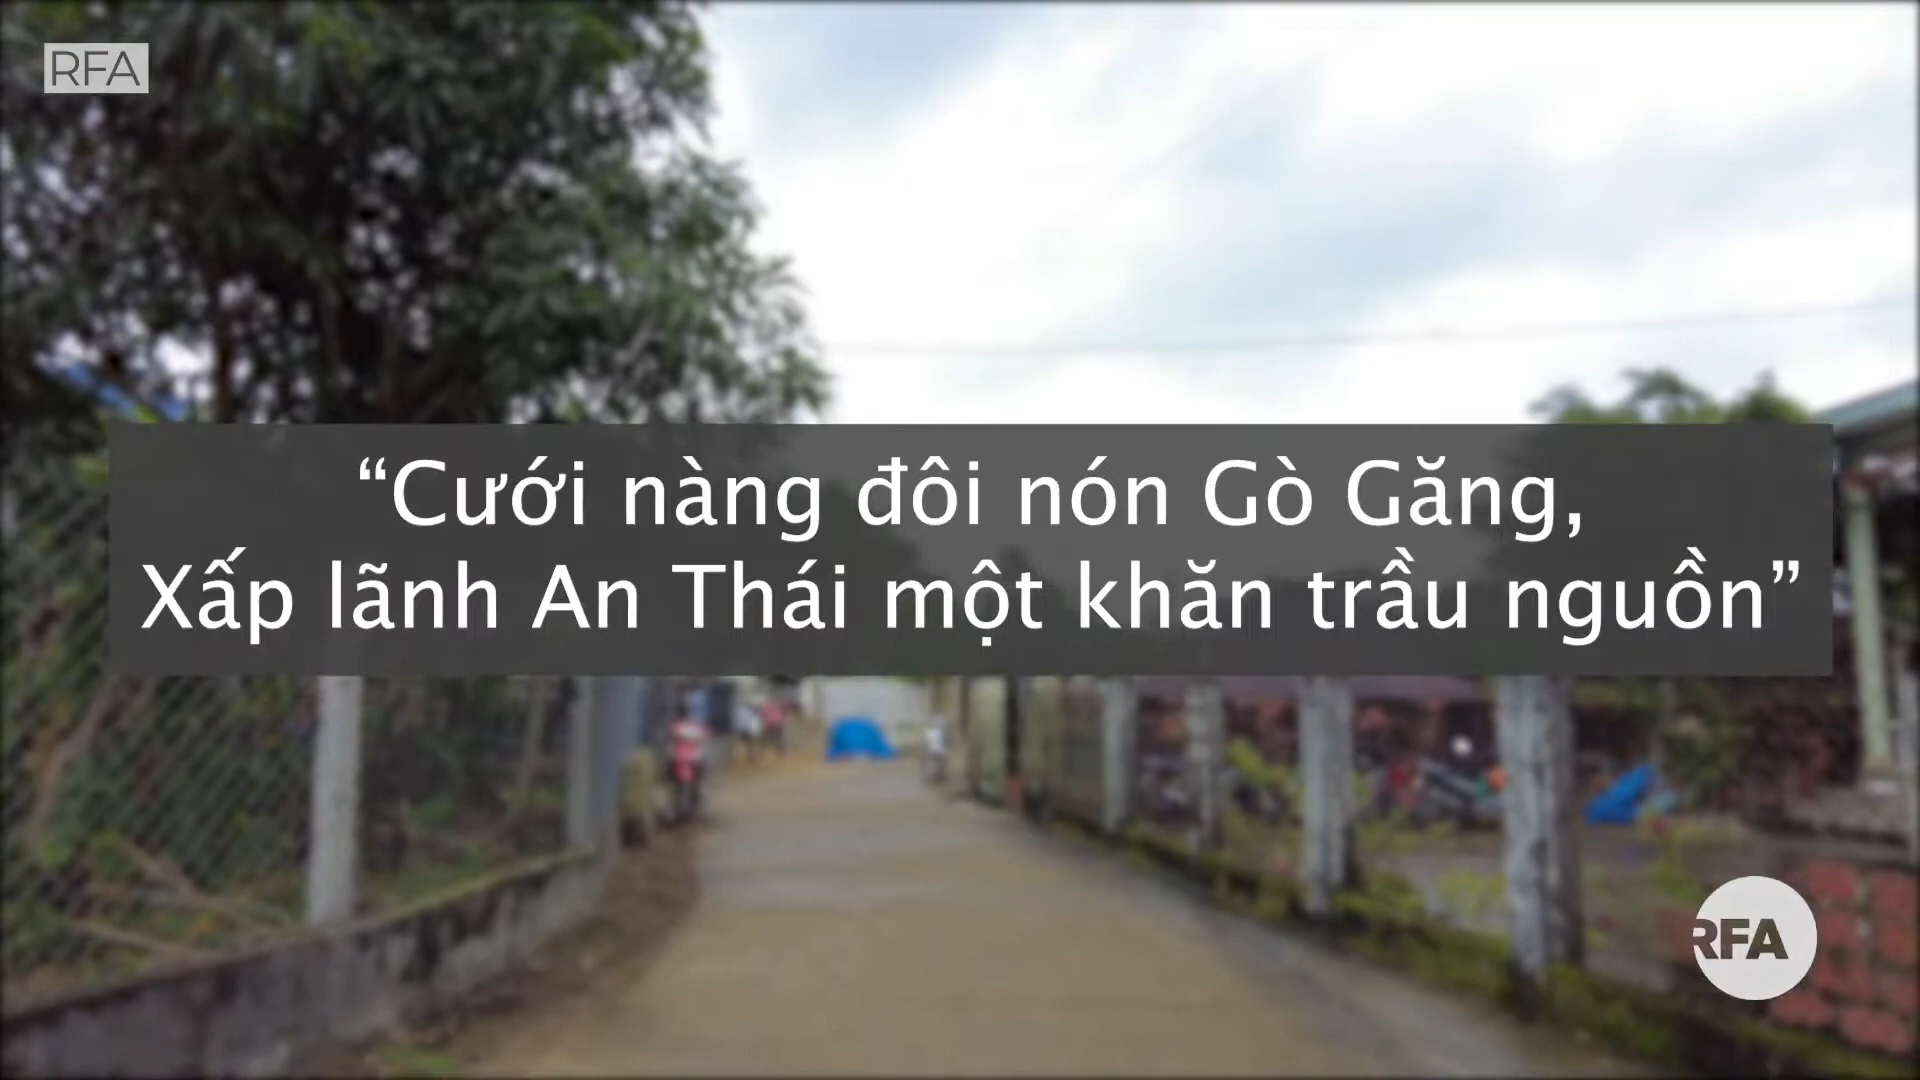 RFA
“Cưới nàng đôi nón Gò Găng,
Xấp lãnh An Thái một khăn trầu nguồn”
RFA